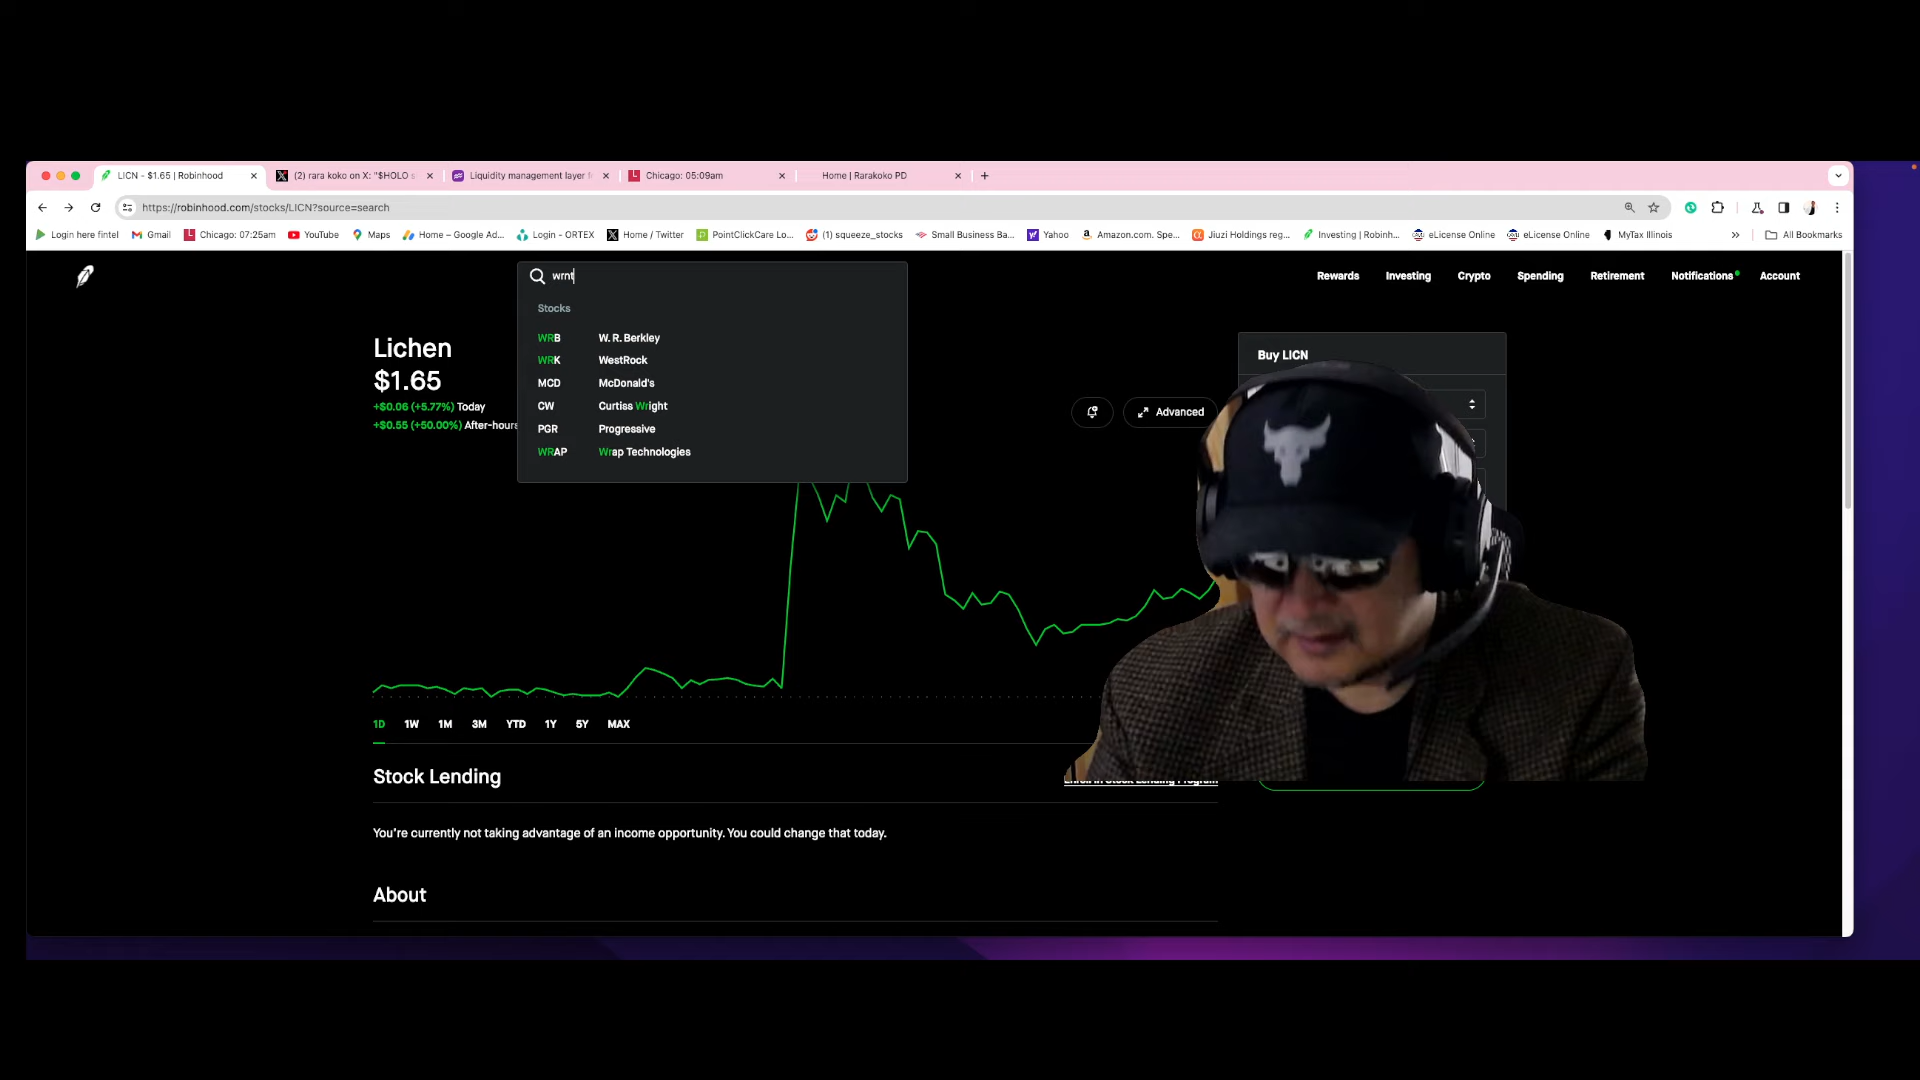 LICN - $1.65 | Robinhood
(2) rara koko on X: "$HOLO s
Liquidity management layer f
Chicago: 05:09am
Home | Rarakoko PD
https://robinhood.com/stocks/LICN?source=search
Login here fintel
Gmail
Chicago: 07:25am
YouTube
Maps
Home – Google Ad...
Login - ORTEX
Home / Twitter
PointClickCare Lo...
(1) squeeze_stocks
Small Business Ba...
Yahoo
Amazon.com. Spe...
Jiuzi Holdings reg...
Investing | Robinh...
eLicense Online
eLicense Online
MyTax Illinois
All Bookmarks
wrnt
Rewards
Investing
Crypto
Spending
Retirement
Notifications
Account
Stocks
WRB W. R. Berkley
WRK WestRock
MCD McDonald's
CW Curtiss Wright
PGR Progressive
WRAP Wrap Technologies
Lichen
$1.65
+$0.06 (+5.77%) Today
+$0.55 (+50.00%) After-hours
Advanced
Buy LICN
1D 1W 1M 3M YTD 1Y 5Y MAX
Stock Lending
Enroll in Stock Lending Program
You're currently not taking advantage of an income opportunity. You could change that today.
About